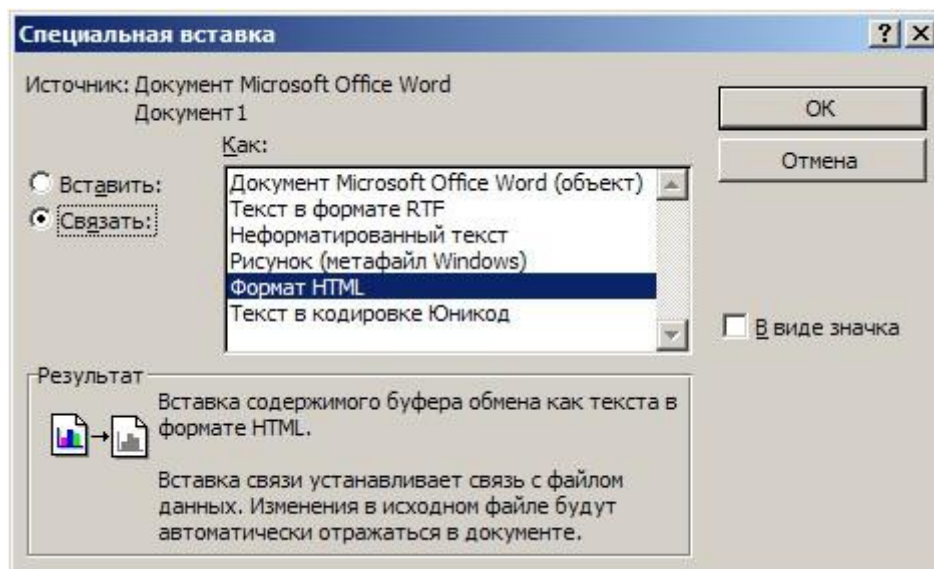 Специальная вставка
Источник: Документ Microsoft Office Word
Документ1
Как:
Вставить:
Связать:
Документ Microsoft Office Word (объект)
Текст в формате RTF
Неформатированный текст
Рисунок (метафайл Windows)
Формат HTML
Текст в кодировке Юникод
ОК
Отмена
В виде значка
Результат
Вставка содержимого буфера обмена как текста в
формате HTML.
Вставка связи устанавливает связь с файлом
данных. Изменения в исходном файле будут
автоматически отражаться в документе.